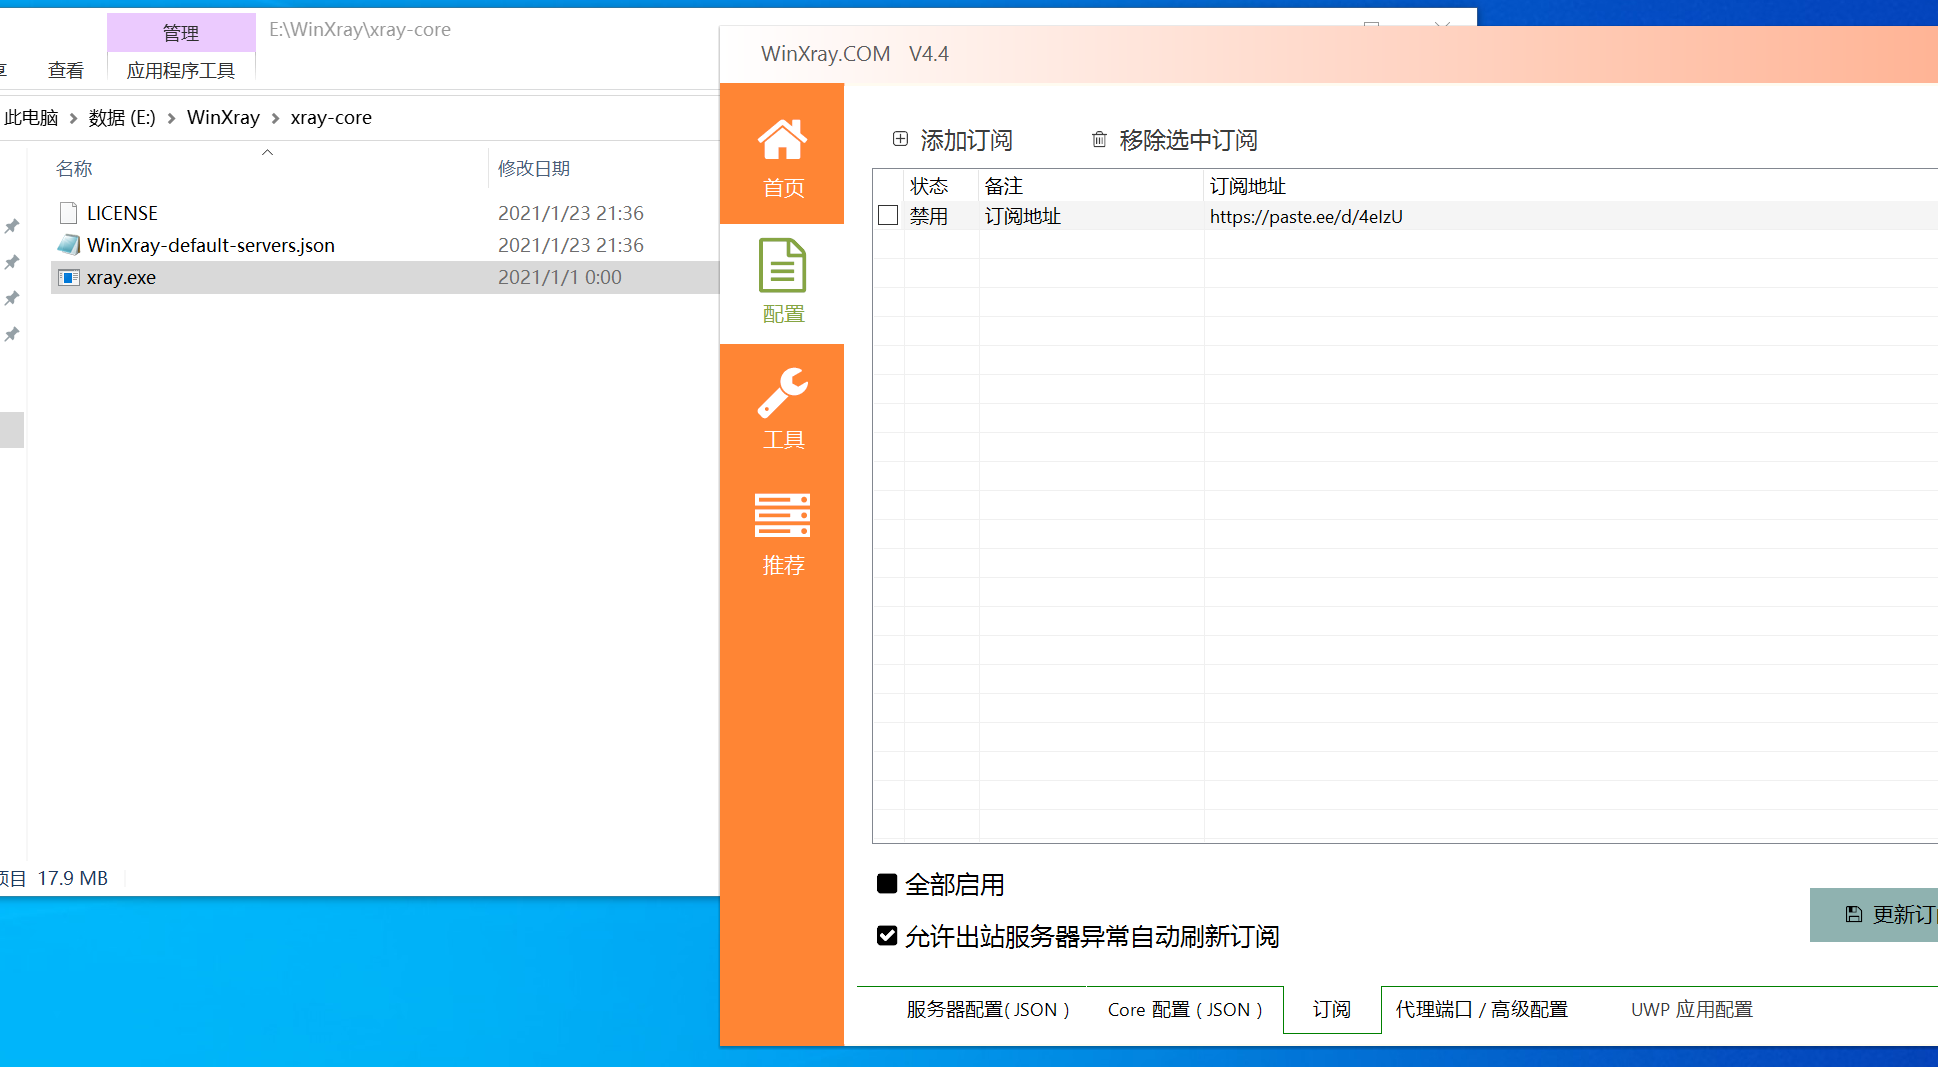 管理
E:\WinXray\xray-core
查看
应用程序工具
此电脑 > 数据 (E:) > WinXray > xray-core
名称
修改日期
LICENSE
2021/1/23 21:36
WinXray-default-servers.json
2021/1/23 21:36
xray.exe
2021/1/1 0:00
项目 17.9 MB
WinXray.COM V4.4
首页
配置
工具
推荐
添加订阅
移除选中订阅
状态
备注
订阅地址
禁用
订阅地址
https://paste.ee/d/4eIzU
全部启用
允许出站服务器异常自动刷新订阅
更新订
服务器配置( JSON )
Core 配置 ( JSON )
订阅
代理端口 / 高级配置
UWP 应用配置